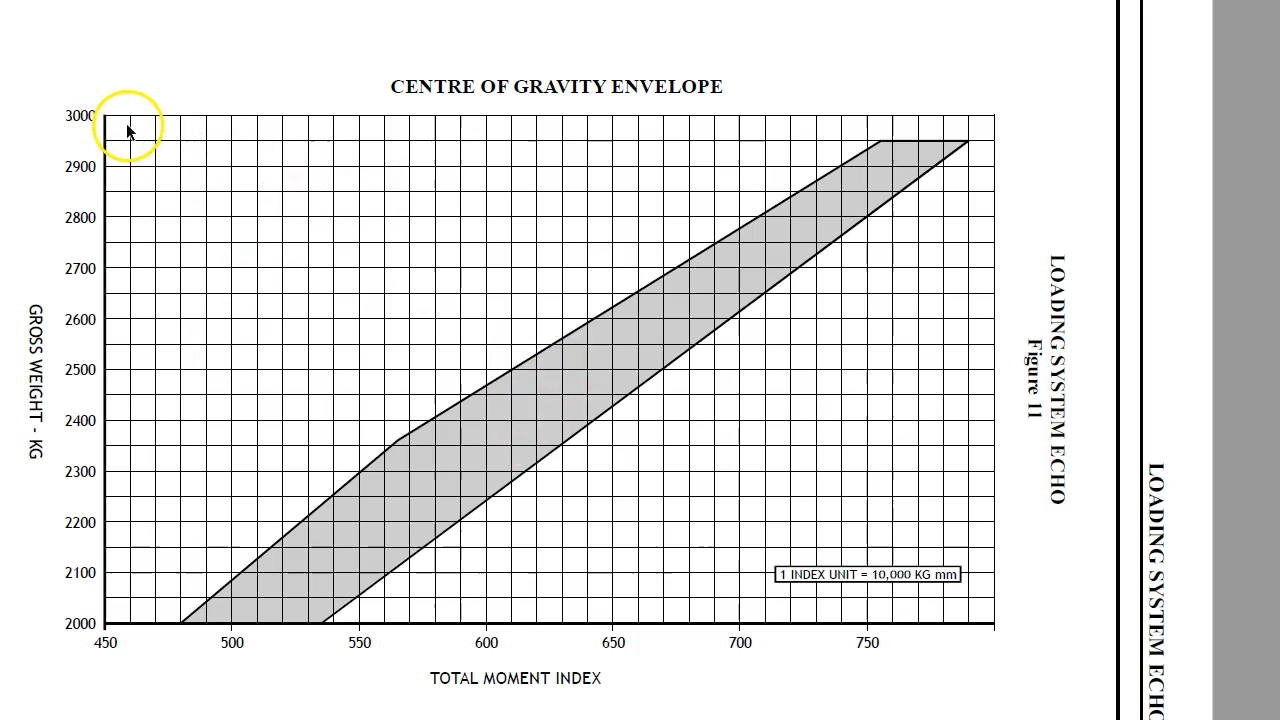 CENTRE OF GRAVITY ENVELOPE
3000
2900
2800
2700
2600
2500
2400
2300
2200
2100
2000
GROSS WEIGHT - KG
450 500 550 600 650 700 750
TOTAL MOMENT INDEX
1 INDEX UNIT = 10,000 KG mm
LOADING SYSTEM ECHO
Figure 11
LOADING SYSTEM ECHO